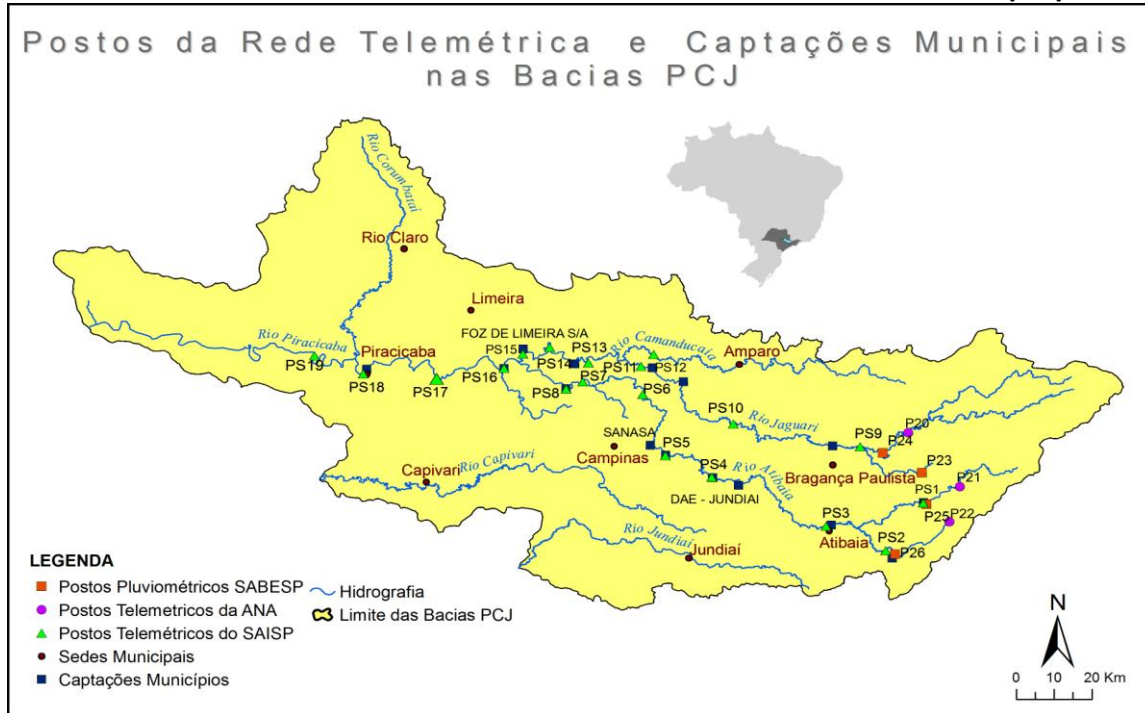 Postos da Rede Telemétrica e Captações Municipais
nas Bacias PCJ
Rio Corumbataí
Rio Claro
Limeira
FOZ DE LIMEIRA S/A
PS13
Rio Camanducaia
Rio Piracicaba
Piracicaba
PS15
PS14
PS11
PS12
Amparo
PS19
PS18
PS17
PS16
PS7
PS8
PS6
PS10
Rio Jaguari
P20
PS9
P24
SANASA
Campinas
PS5
PS4
Rio Atibaia
Bragança Paulista
P23
P21
Capivari
Rio Capivari
DAE - JUNDIAI
PS1
P25
P22
PS3
Atibaia
PS2
P26
Rio Jundiaí
Jundiaí
LEGENDA
Postos Pluviométricos SABESP
Postos Telemetricos da ANA
Postos Telemétricos do SAISP
Sedes Municipais
Captações Municípios
Hidrografia
Limite das Bacias PCJ
N
0 10 20 Km